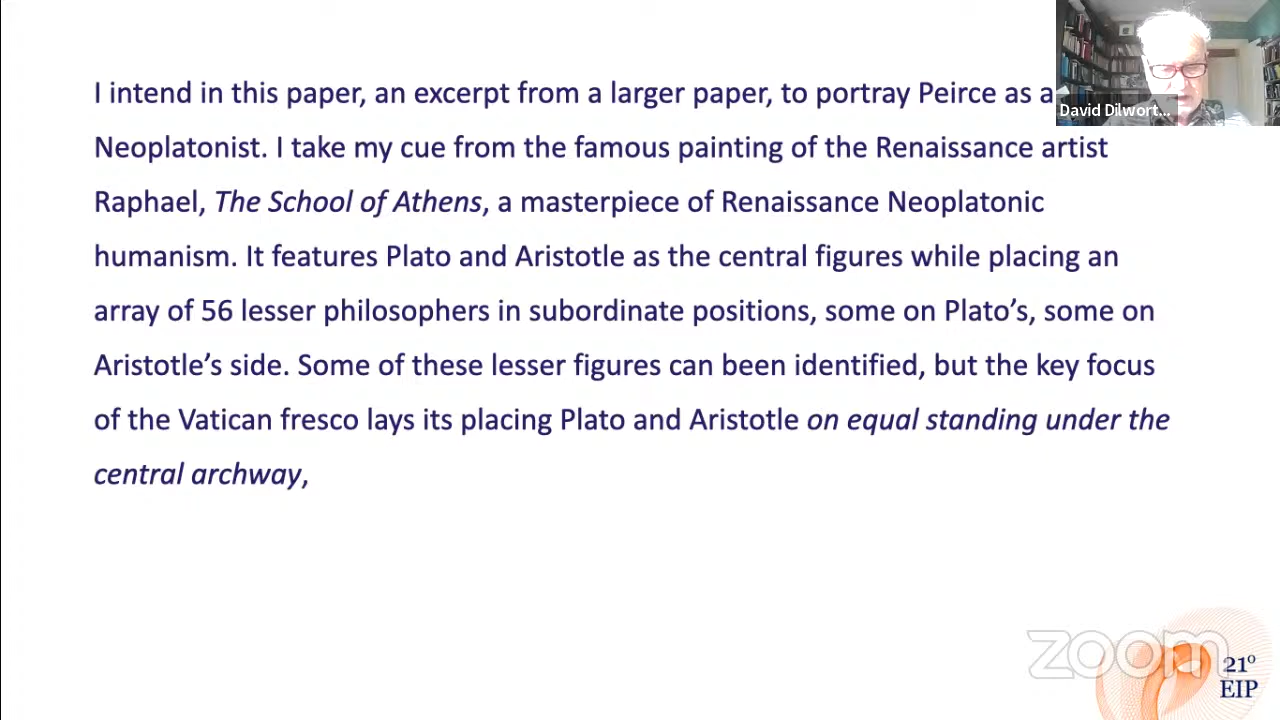 I intend in this paper, an excerpt from a larger paper, to portray Peirce as a
Neoplatonist. I take my cue from the famous painting of the Renaissance artist
Raphael, The School of Athens, a masterpiece of Renaissance Neoplatonic
humanism. It features Plato and Aristotle as the central figures while placing an
array of 56 lesser philosophers in subordinate positions, some on Plato’s, some on
Aristotle’s side. Some of these lesser figures can been identified, but the key focus
of the Vatican fresco lays its placing Plato and Aristotle on equal standing under the
central archway,
David Dilwort...
zoom
21º
EIP